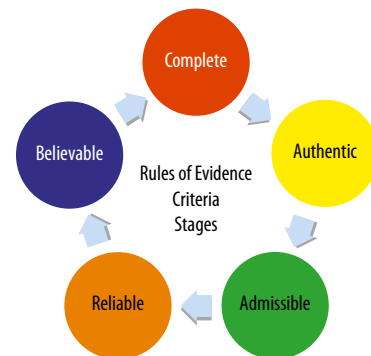 Complete
Authentic
Believable
Rules of Evidence
Criteria
Stages
Reliable
Admissible